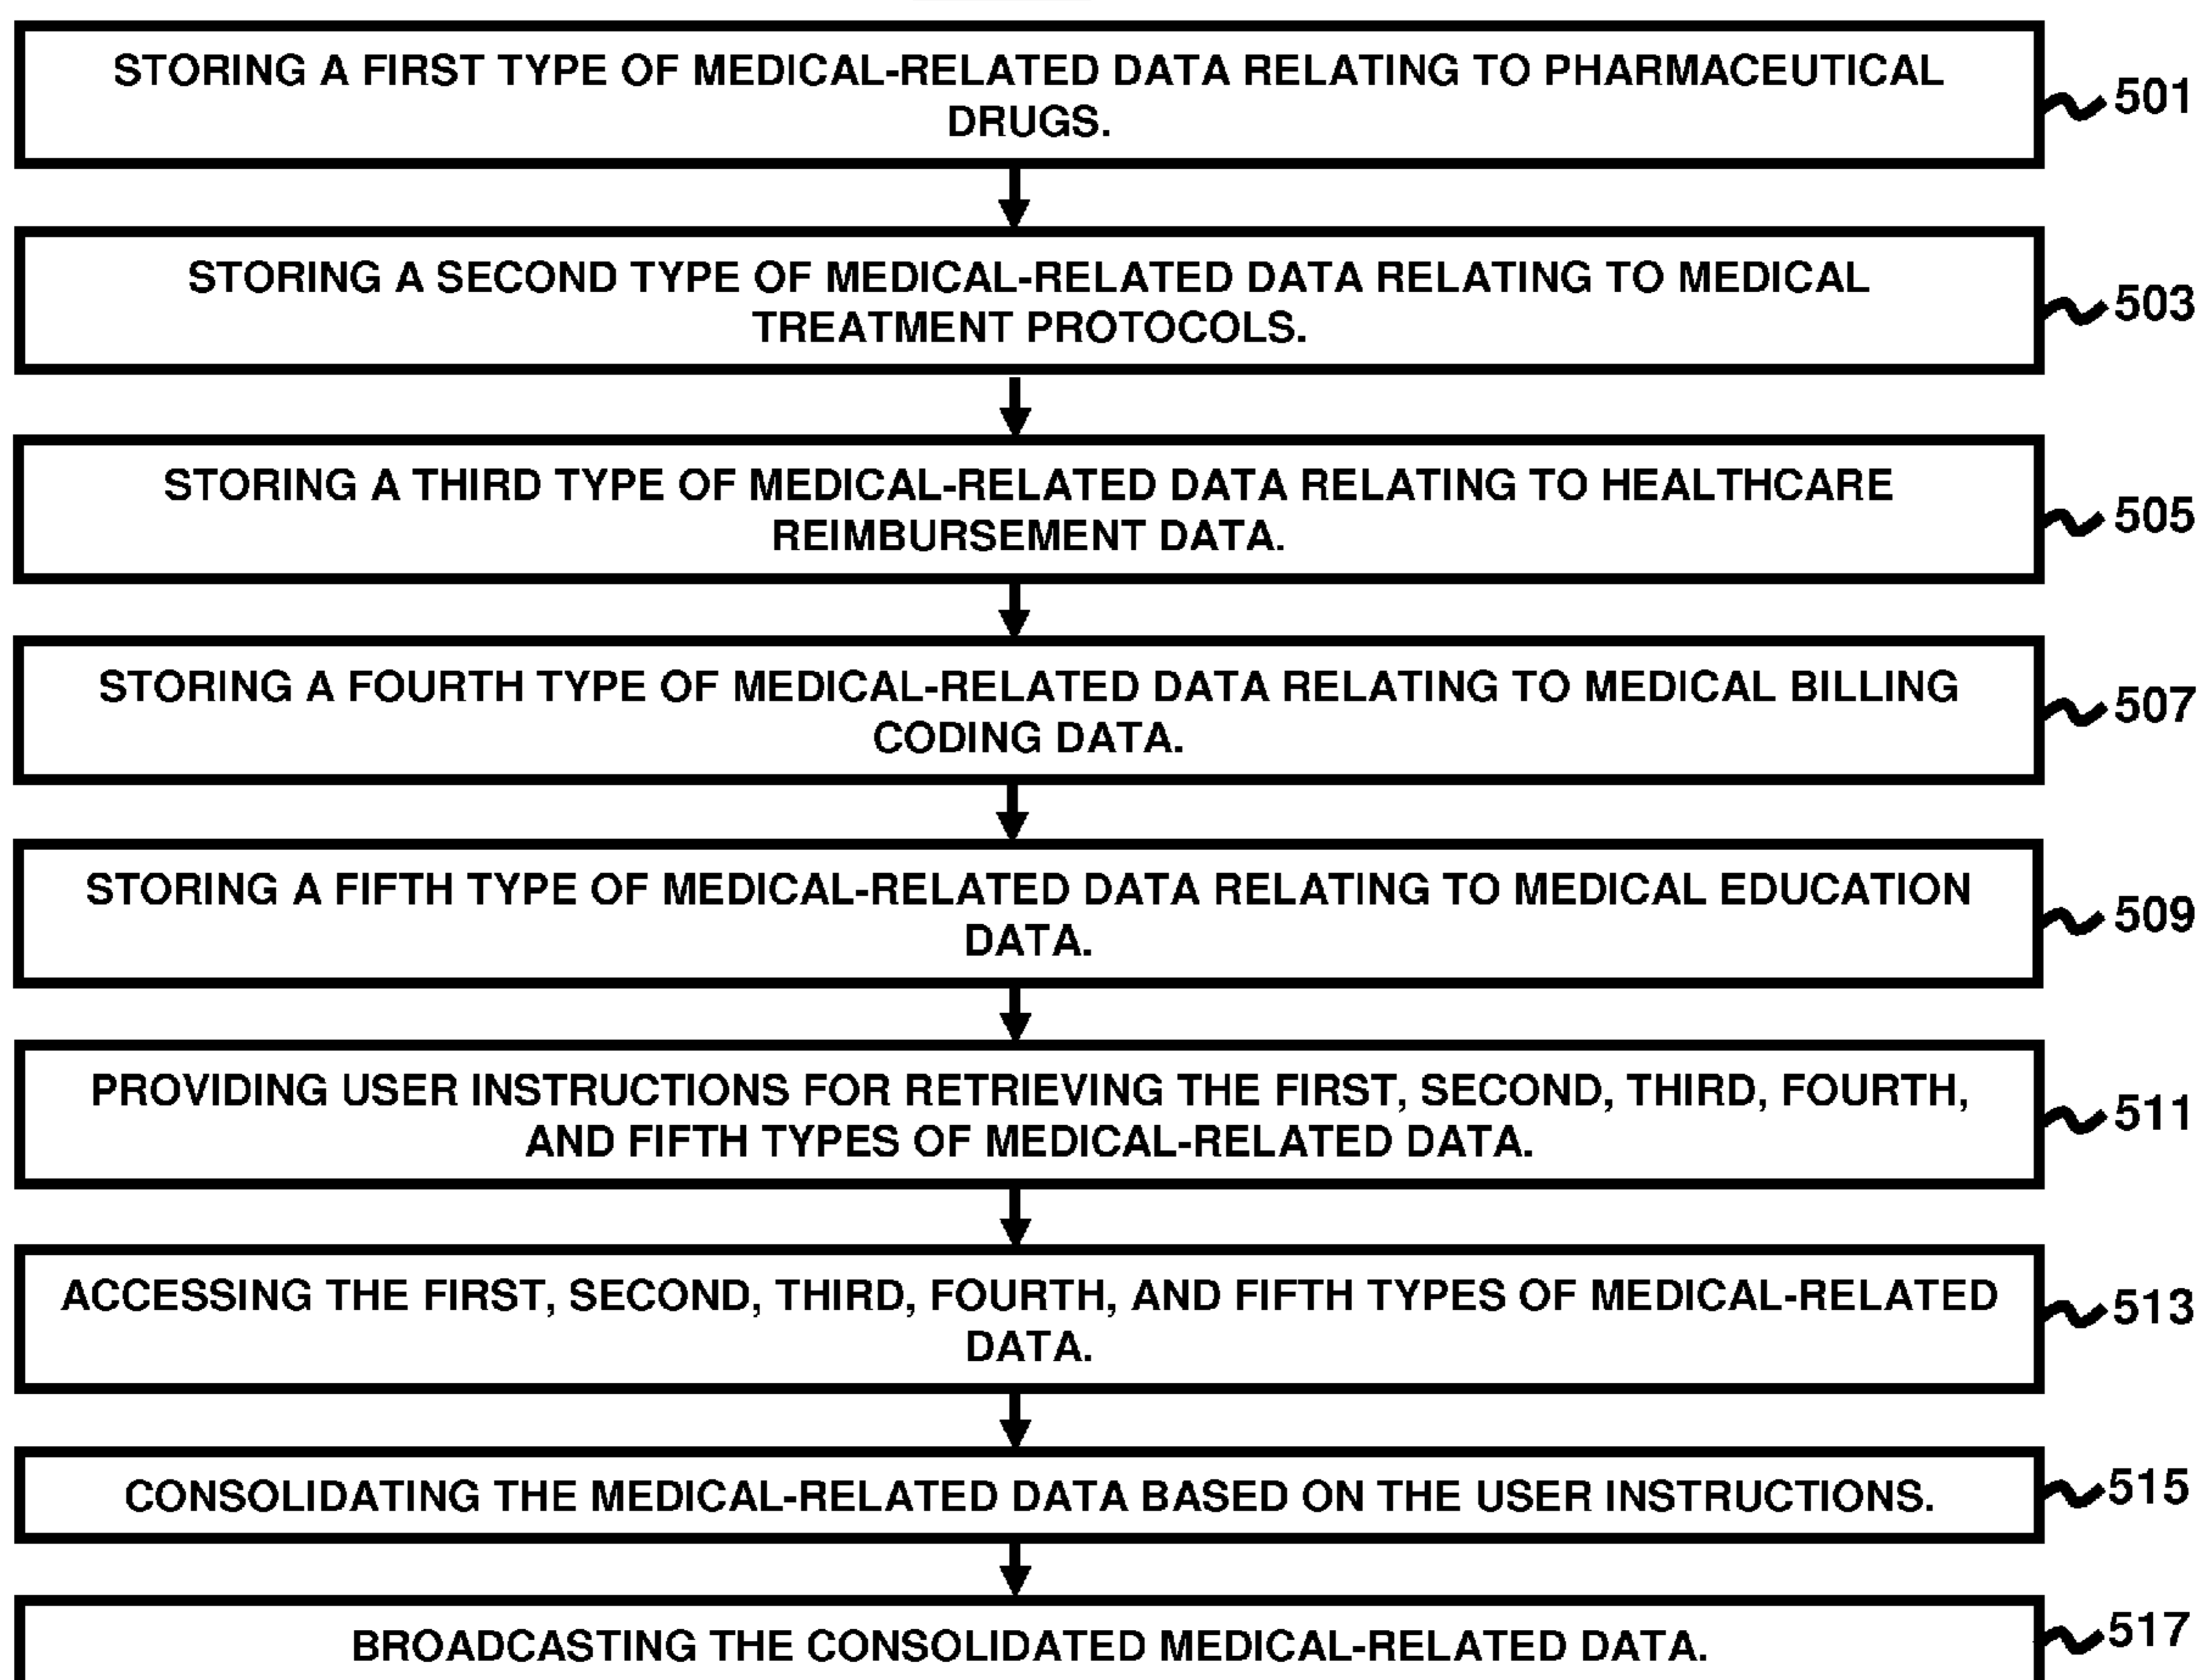 STORING A FIRST TYPE OF MEDICAL-RELATED DATA RELATING TO PHARMACEUTICAL
DRUGS.
501
STORING A SECOND TYPE OF MEDICAL-RELATED DATA RELATING TO MEDICAL
TREATMENT PROTOCOLS.
503
STORING A THIRD TYPE OF MEDICAL-RELATED DATA RELATING TO HEALTHCARE
REIMBURSEMENT DATA.
505
STORING A FOURTH TYPE OF MEDICAL-RELATED DATA RELATING TO MEDICAL BILLING
CODING DATA.
507
STORING A FIFTH TYPE OF MEDICAL-RELATED DATA RELATING TO MEDICAL EDUCATION
DATA.
509
PROVIDING USER INSTRUCTIONS FOR RETRIEVING THE FIRST, SECOND, THIRD, FOURTH,
AND FIFTH TYPES OF MEDICAL-RELATED DATA.
511
ACCESSING THE FIRST, SECOND, THIRD, FOURTH, AND FIFTH TYPES OF MEDICAL-RELATED
DATA.
513
CONSOLIDATING THE MEDICAL-RELATED DATA BASED ON THE USER INSTRUCTIONS.
515
BROADCASTING THE CONSOLIDATED MEDICAL-RELATED DATA.
517